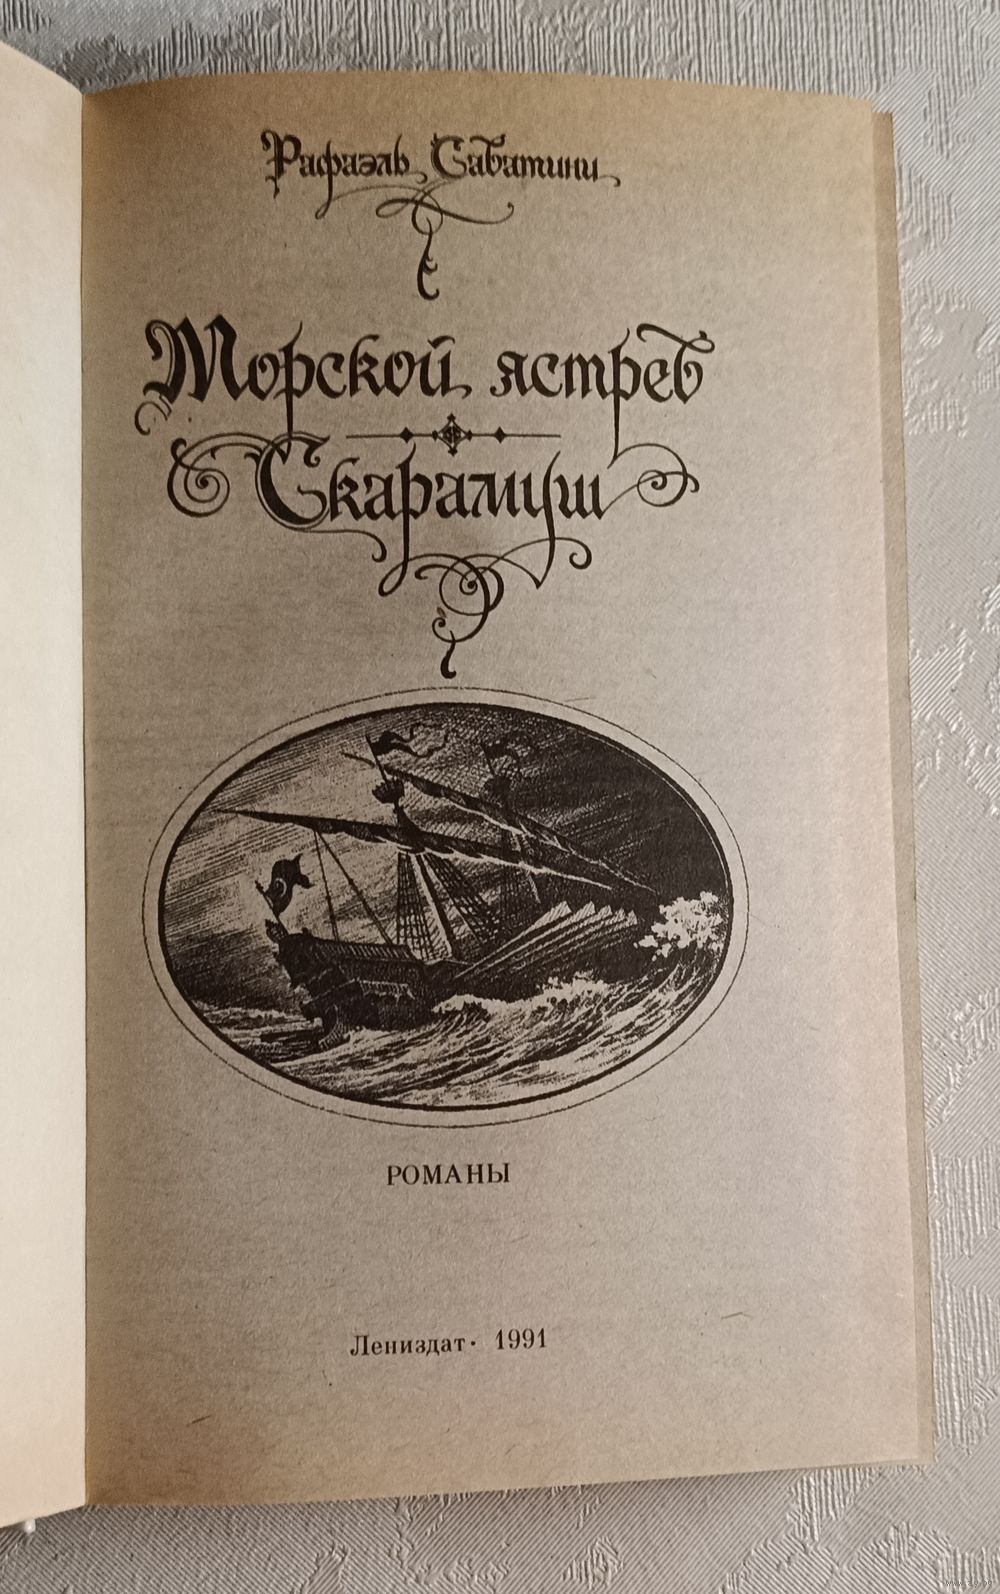 Рафаэль Сабатини
Морской ястреб
Скарамуш
РОМАНЫ
Лениздат · 1991